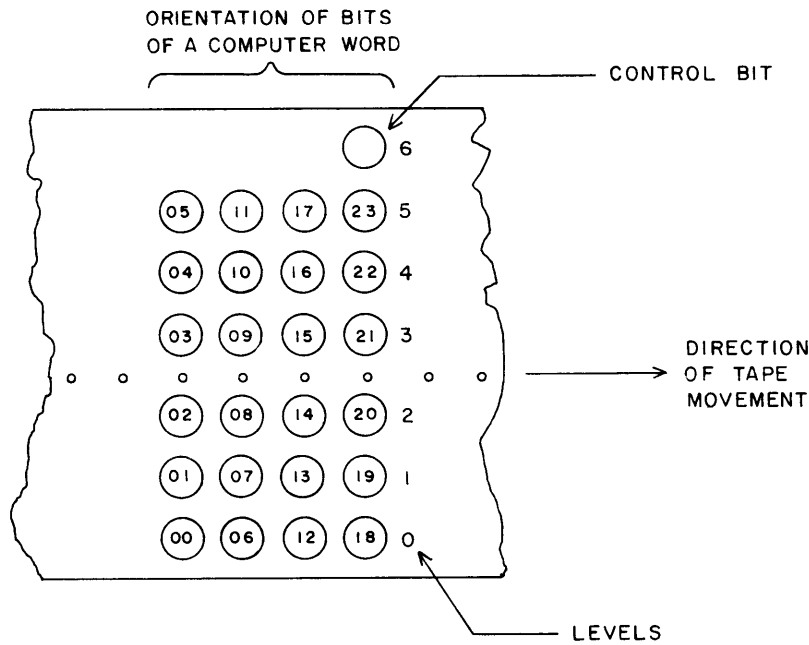 ORIENTATION OF BITS
OF A COMPUTER WORD
CONTROL BIT
6
05 11 17 23 5
04 10 16 22 4
03 09 15 21 3
DIRECTION
OF TAPE
MOVEMENT
02 08 14 20 2
01 07 13 19 1
00 06 12 18 0
LEVELS